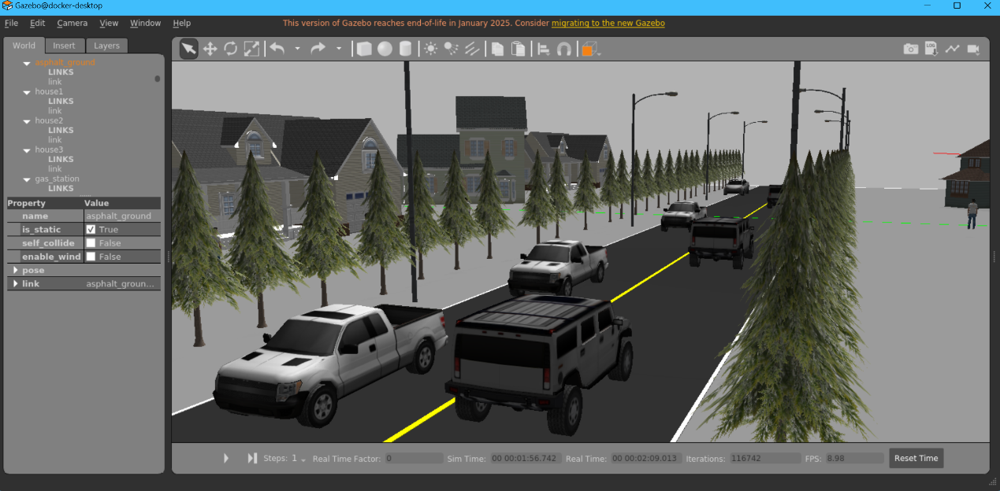 Gazebo@docker-desktop
File Edit Camera View Window Help This version of Gazebo reaches end-of-life in January 2025. Consider migrating to the new Gazebo
World Insert Layers
LOG
asphalt_ground
LINKS
link
house1
LINKS
link
house2
LINKS
link
house3
LINKS
link
gas_station
LINKS
Property Value
name asphalt_ground
is_static True
self_collide False
enable_wind False
pose
link asphalt_groun...
Steps: 1 Real Time Factor: 0 Sim Time: 00 00:01:56.742 Real Time: 00 00:02:09.013 Iterations: 116742 FPS: 8.98 Reset Time